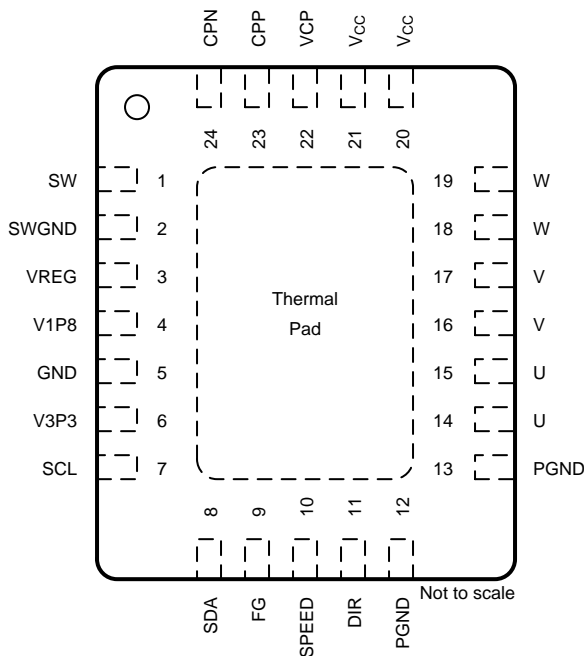 CPN
CPP
VCP
VCC
VCC
24
23
22
21
20
SW 1
SWGND 2
VREG 3
V1P8 4
GND 5
V3P3 6
SCL 7
Thermal
Pad
19 W
18 W
17 V
16 V
15 U
14 U
13 PGND
8
9
10
11
12
SDA
FG
SPEED
DIR
PGND
Not to scale